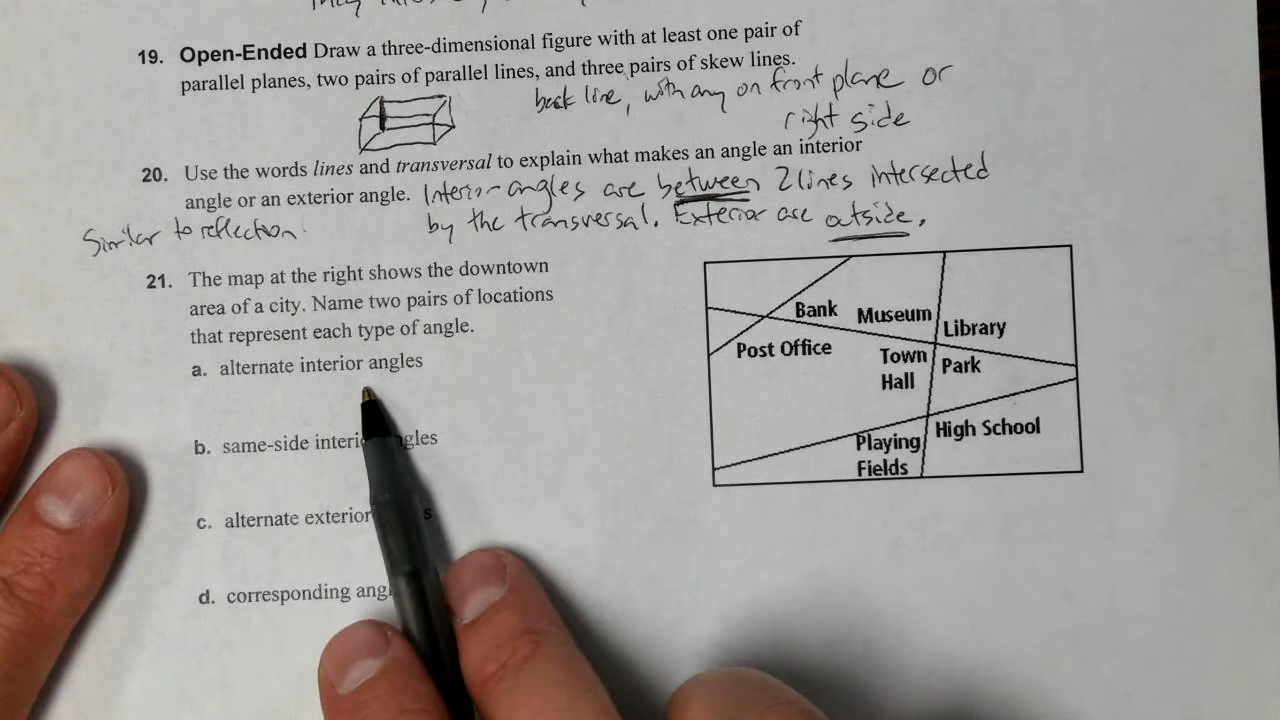 19. Open-Ended Draw a three-dimensional figure with at least one pair of
parallel planes, two pairs of parallel lines, and three pairs of skew lines.
back line, with any on front plane or
right side
20. Use the words lines and transversal to explain what makes an angle an interior
angle or an exterior angle. Interior angles are between 2 lines intersected
by the transversal. Exterior are outside.
Similar to reflection.
21. The map at the right shows the downtown
area of a city. Name two pairs of locations
that represent each type of angle.
a. alternate interior angles
b. same-side interi ngles
c. alternate exterior s
d. corresponding angl
Bank
Museum
Library
Post Office
Town
Hall
Park
Playing
Fields
High School